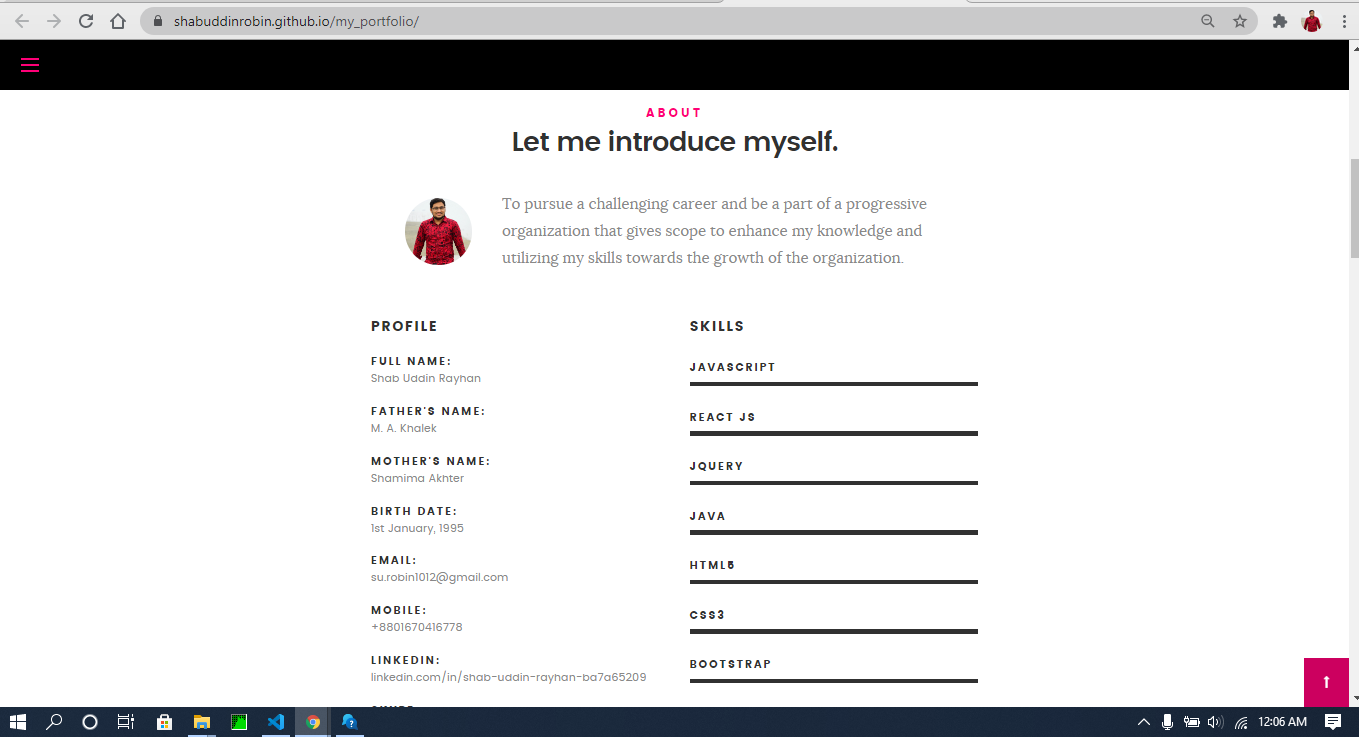 shabuddinrobin.github.io/my_portfolio/
ABOUT
Let me introduce myself.
To pursue a challenging career and be a part of a progressive
organization that gives scope to enhance my knowledge and
utilizing my skills towards the growth of the organization.
PROFILE
FULL NAME:
Shab Uddin Rayhan
FATHER'S NAME:
M. A. Khalek
MOTHER'S NAME:
Shamima Akhter
BIRTH DATE:
1st January, 1995
EMAIL:
su.robin1012@gmail.com
MOBILE:
+8801670416778
LINKEDIN:
linkedin.com/in/shab-uddin-rayhan-ba7a65209
SKILLS
JAVASCRIPT
REACT JS
JQUERY
JAVA
HTML5
CSS3
BOOTSTRAP
12:06 AM